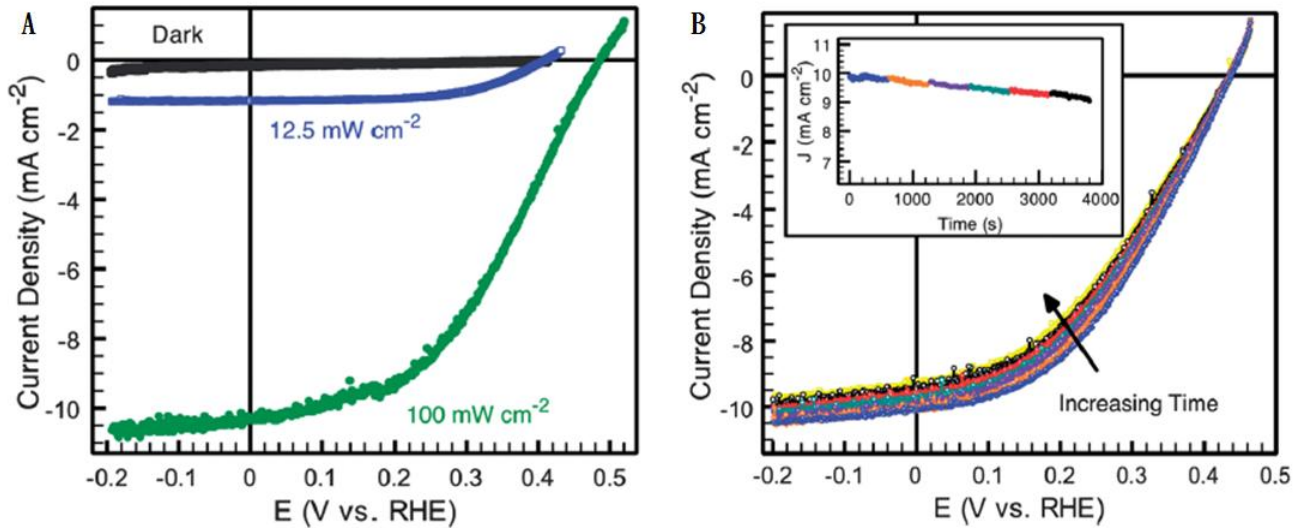 A
Dark
12.5 mW cm⁻²
100 mW cm⁻²
0
-2
-4
-6
-8
-10
Current Density (mA cm⁻²)
-0.2 -0.1 0 0.1 0.2 0.3 0.4 0.5
E (V vs. RHE)
B
11
10
9
8
7
J (mA cm⁻²)
0 1000 2000 3000 4000
Time (s)
Increasing Time
0
-2
-4
-6
-8
-10
Current Density (mA cm⁻²)
-0.2 -0.1 0 0.1 0.2 0.3 0.4 0.5
E (V vs. RHE)